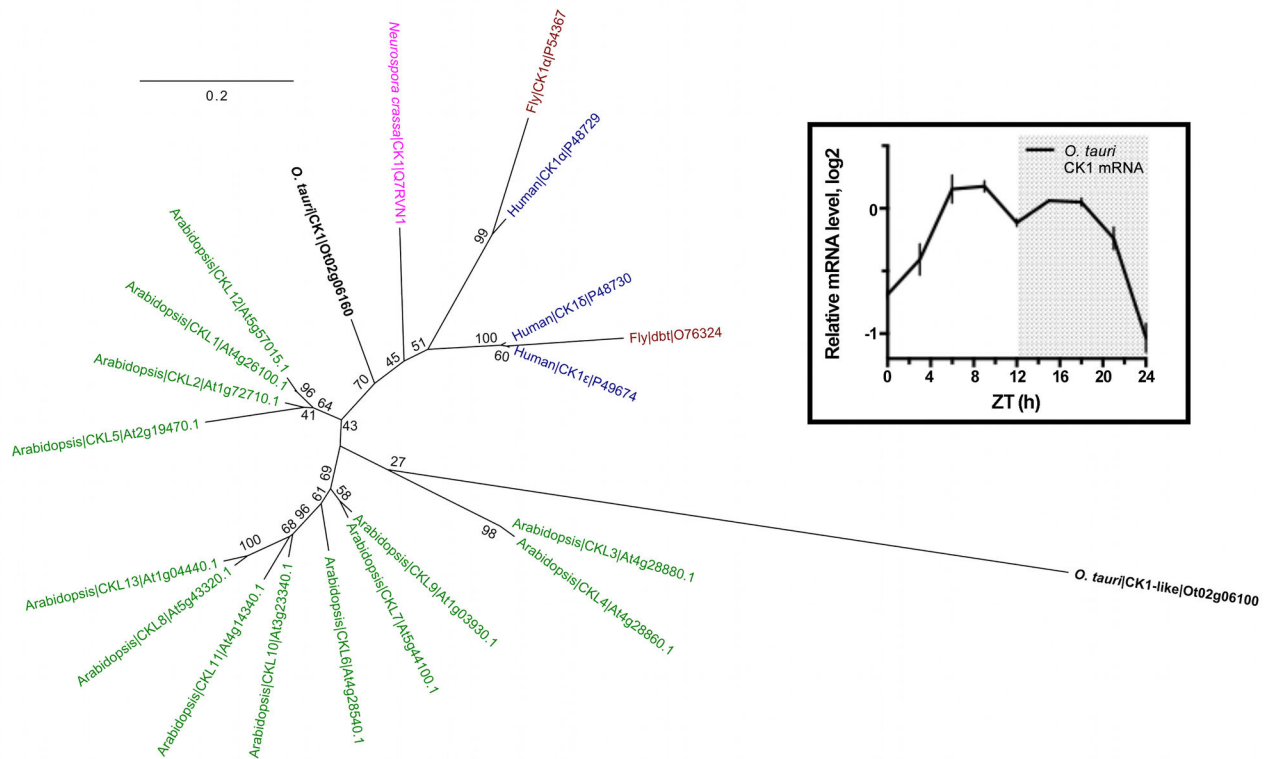 0.2
Neurospora crassa|CK1|Q7RVN1
Fly|CK1α|P54367
Human|CK1α|P48729
99
O. tauri|CK1|Ot02g06160
Human|CK1δ|P48730
Fly|dbt|O76324
Human|CK1ε|P49674
100
60
51
45
70
Arabidopsis|CKL12|At5g57015.1
Arabidopsis|CKL1|At4g26100.1
Arabidopsis|CKL2|At1g72710.1
Arabidopsis|CKL5|At2g19470.1
96
64
41
43
27
98
Arabidopsis|CKL3|At4g28880.1
Arabidopsis|CKL4|At4g28860.1
O. tauri|CK1-like|Ot02g06100
69
61
58
96
68
100
Arabidopsis|CKL13|At1g04440.1
Arabidopsis|CKL8|At5g43320.1
Arabidopsis|CKL11|At4g14340.1
Arabidopsis|CKL10|At3g23340.1
Arabidopsis|CKL6|At4g28540.1
Arabidopsis|CKL7|At5g44100.1
Arabidopsis|CKL9|At1g03930.1
Relative mRNA level, log2
O. tauri
CK1 mRNA
0
-1
0 4 8 12 16 20 24
ZT (h)